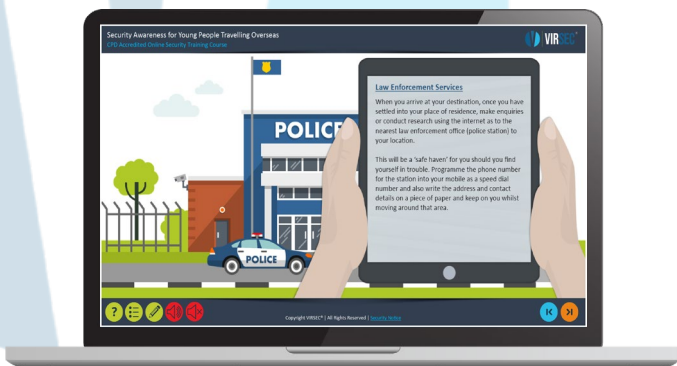 Security Awareness for Young People Travelling Overseas
CPD Accredited Online Security Training Course
VIRSEC
POLICE
POLICE
Law Enforcement Services
When you arrive at your destination, once you have
settled into your place of residence, make enquiries
or conduct research using the internet as to the
nearest law enforcement office (police station) to
your location.
This will be a 'safe haven' for you should you find
yourself in trouble. Programme the phone number
for the station into your mobile as a speed dial
number and also write the address and contact
details on a piece of paper and keep on you whilst
moving around that area.
?
Copyright VIRSEC® | All Rights Reserved | Security Notice